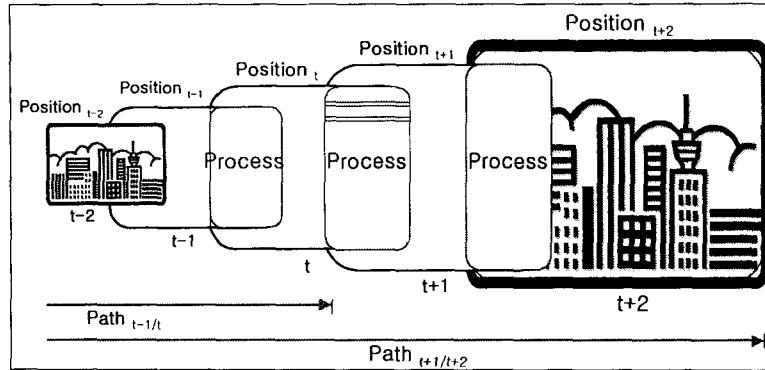 Position t+2
Position t+1
Position t
Position t-1
Position t-2
Process
Process
Process
t-2
t-1
t
t+1
t+2
Path t-1/t
Path t+1/t+2